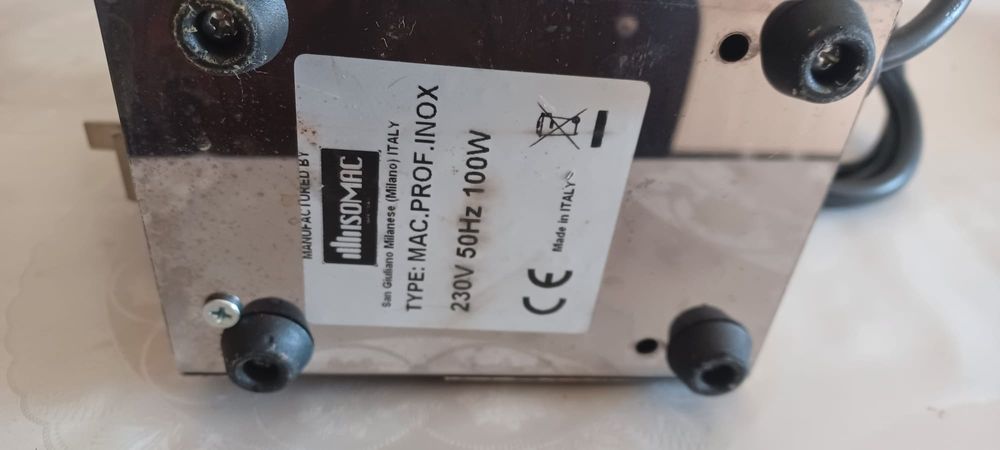 MANUFACTURED BY
ISOMAC
San Giuliano Milanese (Milano) ITALY
TYPE: MAC.PROF.INOX
230V 50Hz 100W
CE Made in ITALY